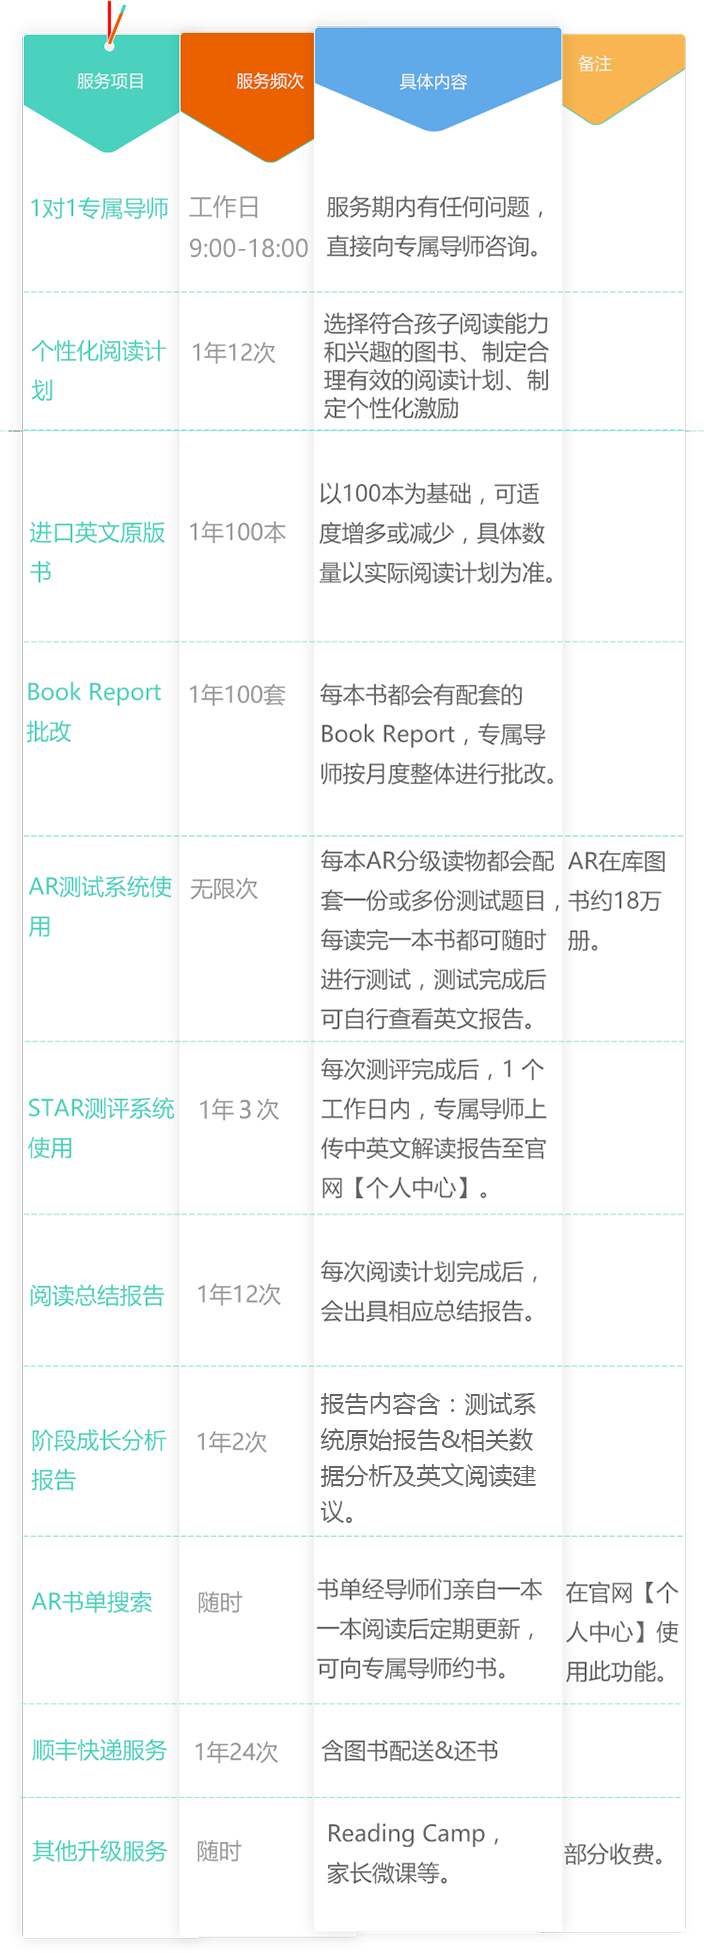 服务项目
服务频次
具体内容
备注
1对1专属导师
工作日
9:00-18:00
服务期内有任何问题，
直接向专属导师咨询。
个性化阅读计
划
1年12次
选择符合孩子阅读能力
和兴趣的图书、制定合
理有效的阅读计划、制
定个性化激励
进口英文原版
书
1年100本
以100本为基础，可适
度增多或减少，具体数
量以实际阅读计划为准。
Book Report
批改
1年100套
每本书都会有配套的
Book Report，专属导
师按月度整体进行批改。
AR测试系统使
用
无限次
每本AR分级读物都会配
套一份或多份测试题目，
每读完一本书都可随时
进行测试，测试完成后
可自行查看英文报告。
AR在库图
书约18万
册。
STAR测评系统
使用
1年３次
每次测评完成后，1 个
工作日内，专属导师上
传中英文解读报告至官
网【个人中心】。
阅读总结报告
1年12次
每次阅读计划完成后，
会出具相应总结报告。
阶段成长分析
报告
1年2次
报告内容含：测试系
统原始报告&相关数
据分析及英文阅读建
议。
AR书单搜索
随时
书单经导师们亲自一本
一本阅读后定期更新，
可向专属导师约书。
在官网【个
人中心】使
用此功能。
顺丰快递服务
1年24次
含图书配送&还书
其他升级服务
随时
Reading Camp，
家长微课等。
部分收费。